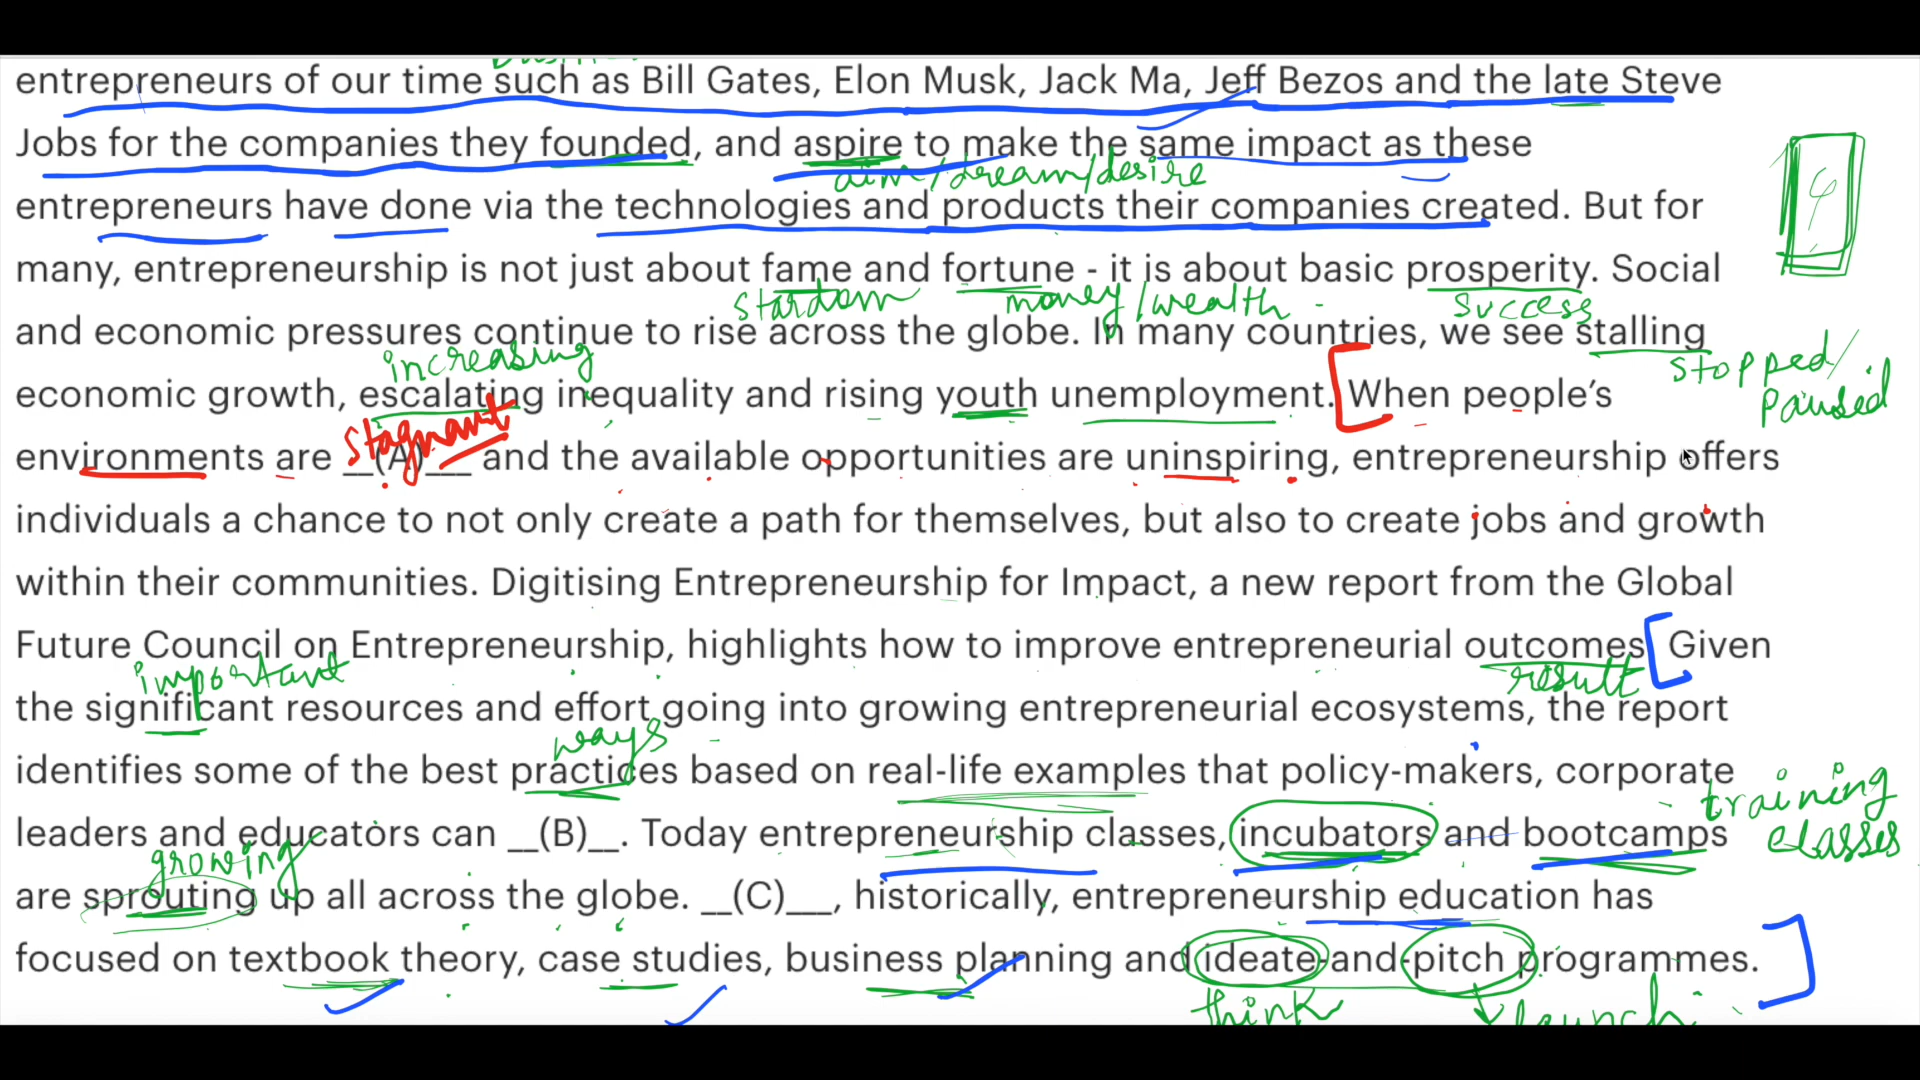 entrepreneurs of our time such as Bill Gates, Elon Musk, Jack Ma, Jeff Bezos and the late Steve
Jobs for the companies they founded, and aspire to make the same impact as these
aim/dream/desire
entrepreneurs have done via the technologies and products their companies created. But for
4
many, entrepreneurship is not just about fame and fortune - it is about basic prosperity. Social
stardom money/wealth success
and economic pressures continue to rise across the globe. In many countries, we see stalling
increasing stopped/
paused
economic growth, escalating inequality and rising youth unemployment. When people's
stagnant
environments are __(A)___ and the available opportunities are uninspiring, entrepreneurship offers
individuals a chance to not only create a path for themselves, but also to create jobs and growth
within their communities. Digitising Entrepreneurship for Impact, a new report from the Global
Future Council on Entrepreneurship, highlights how to improve entrepreneurial outcomes Given
important result
the significant resources and effort going into growing entrepreneurial ecosystems, the report
ways
identifies some of the best practices based on real-life examples that policy-makers, corporate
training
classes
leaders and educators can __(B)__. Today entrepreneurship classes, incubators and bootcamps
growing
are sprouting up all across the globe. __(C)___, historically, entrepreneurship education has
focused on textbook theory, case studies, business planning and ideate-and-pitch programmes.
think launch